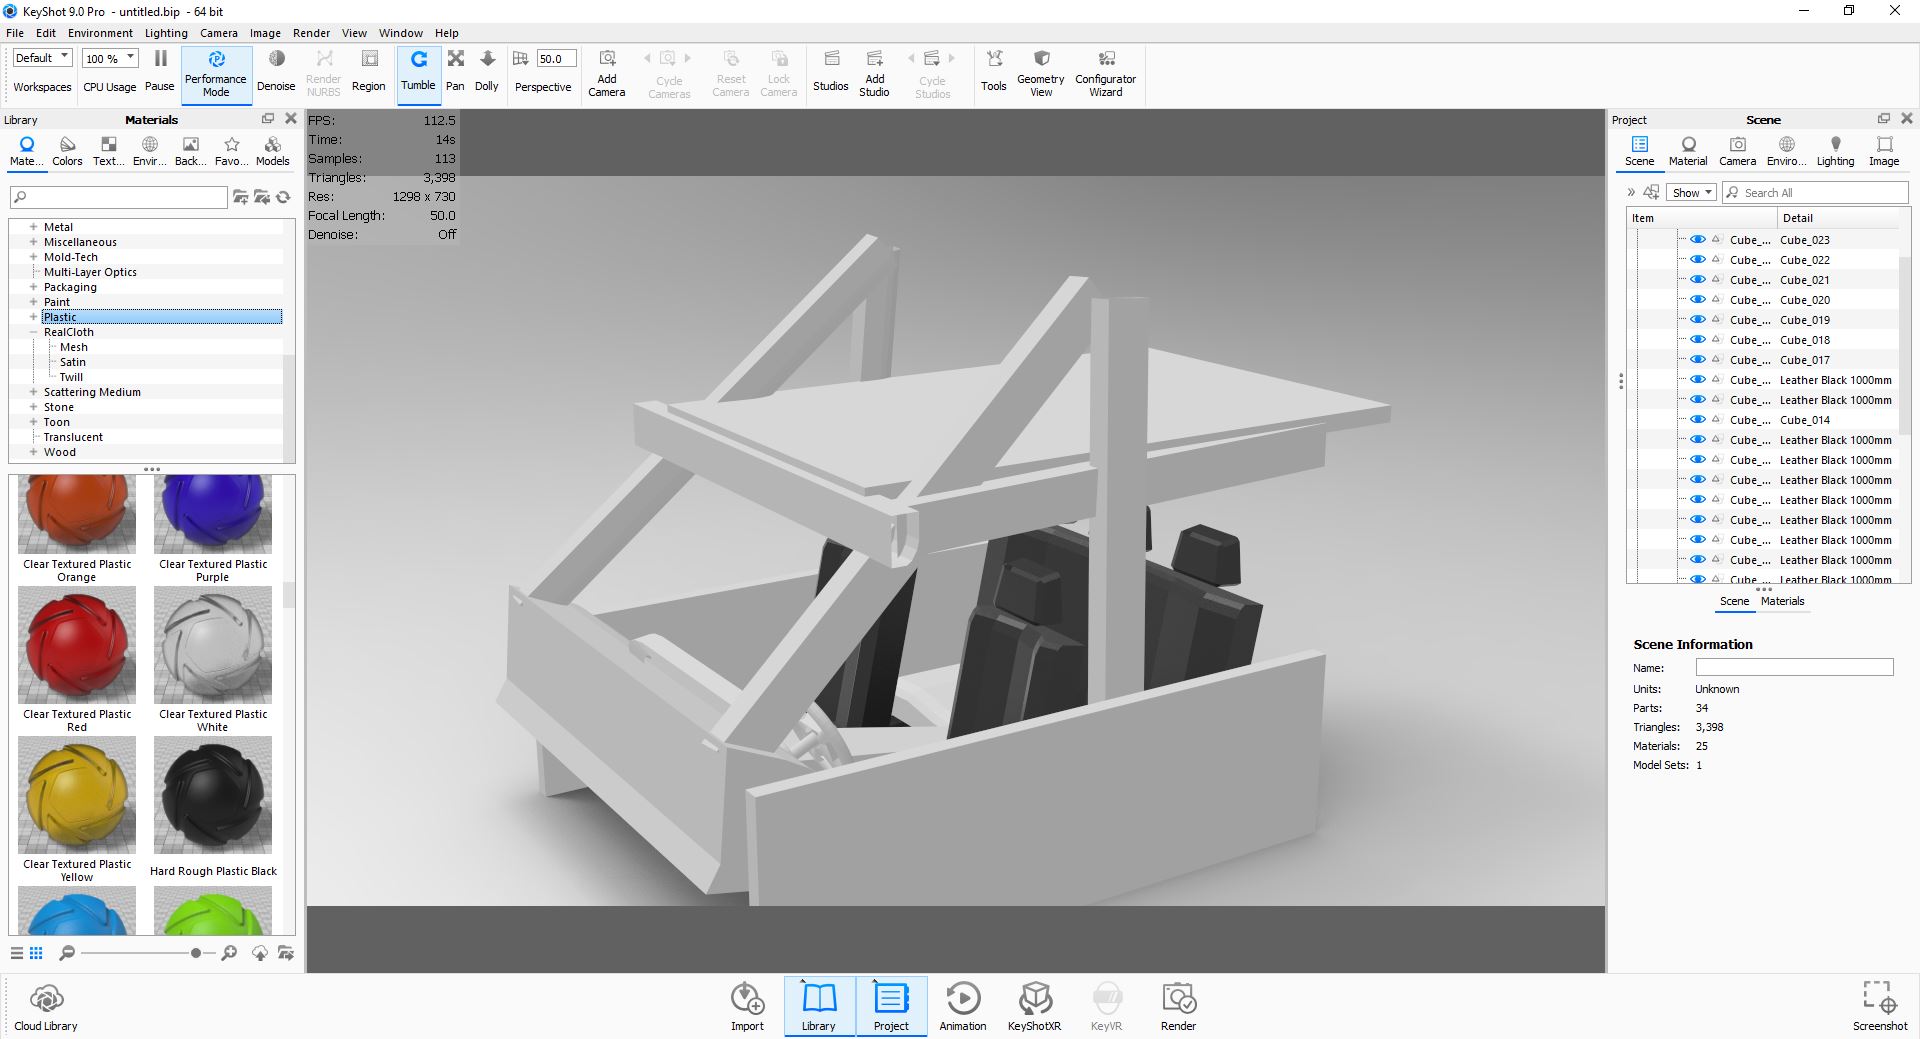 KeyShot 9.0 Pro - untitled.bip - 64 bit
File Edit Environment Lighting Camera Image Render View Window Help
Default
Workspaces
100 %
CPU Usage
Pause
Performance
Mode
Denoise
Render
NURBS
Region
Tumble
Pan
Dolly
50.0
Perspective
Add
Camera
Cycle
Cameras
Reset
Camera
Lock
Camera
Studios
Add
Studio
Cycle
Studios
Tools
Geometry
View
Configurator
Wizard
Library
Materials
Mate... Colors Text... Envir... Back... Favo... Models
Metal
Miscellaneous
Mold-Tech
Multi-Layer Optics
Packaging
Paint
Plastic
RealCloth
Mesh
Satin
Twill
Scattering Medium
Stone
Toon
Translucent
Wood
Clear Textured Plastic
Orange
Clear Textured Plastic
Purple
Clear Textured Plastic
Red
Clear Textured Plastic
White
Clear Textured Plastic
Yellow
Hard Rough Plastic Black
FPS: 112.5
Time: 14s
Samples: 113
Triangles: 3,398
Res: 1298 x 730
Focal Length: 50.0
Denoise: Off
Project
Scene
Scene Material Camera Enviro... Lighting Image
Show
Search All
Item Detail
Cube_... Cube_023
Cube_... Cube_022
Cube_... Cube_021
Cube_... Cube_020
Cube_... Cube_019
Cube_... Cube_018
Cube_... Cube_017
Cube_... Leather Black 1000mm
Cube_... Leather Black 1000mm
Cube_... Cube_014
Cube_... Leather Black 1000mm
Cube_... Leather Black 1000mm
Cube_... Leather Black 1000mm
Cube_... Leather Black 1000mm
Cube_... Leather Black 1000mm
Cube_... Leather Black 1000mm
Cube_... Leather Black 1000mm
Cube_... Leather Black 1000mm
Scene Materials
Scene Information
Name:
Units: Unknown
Parts: 34
Triangles: 3,398
Materials: 25
Model Sets: 1
Cloud Library
Import
Library
Project
Animation
KeyShotXR
KeyVR
Render
Screenshot